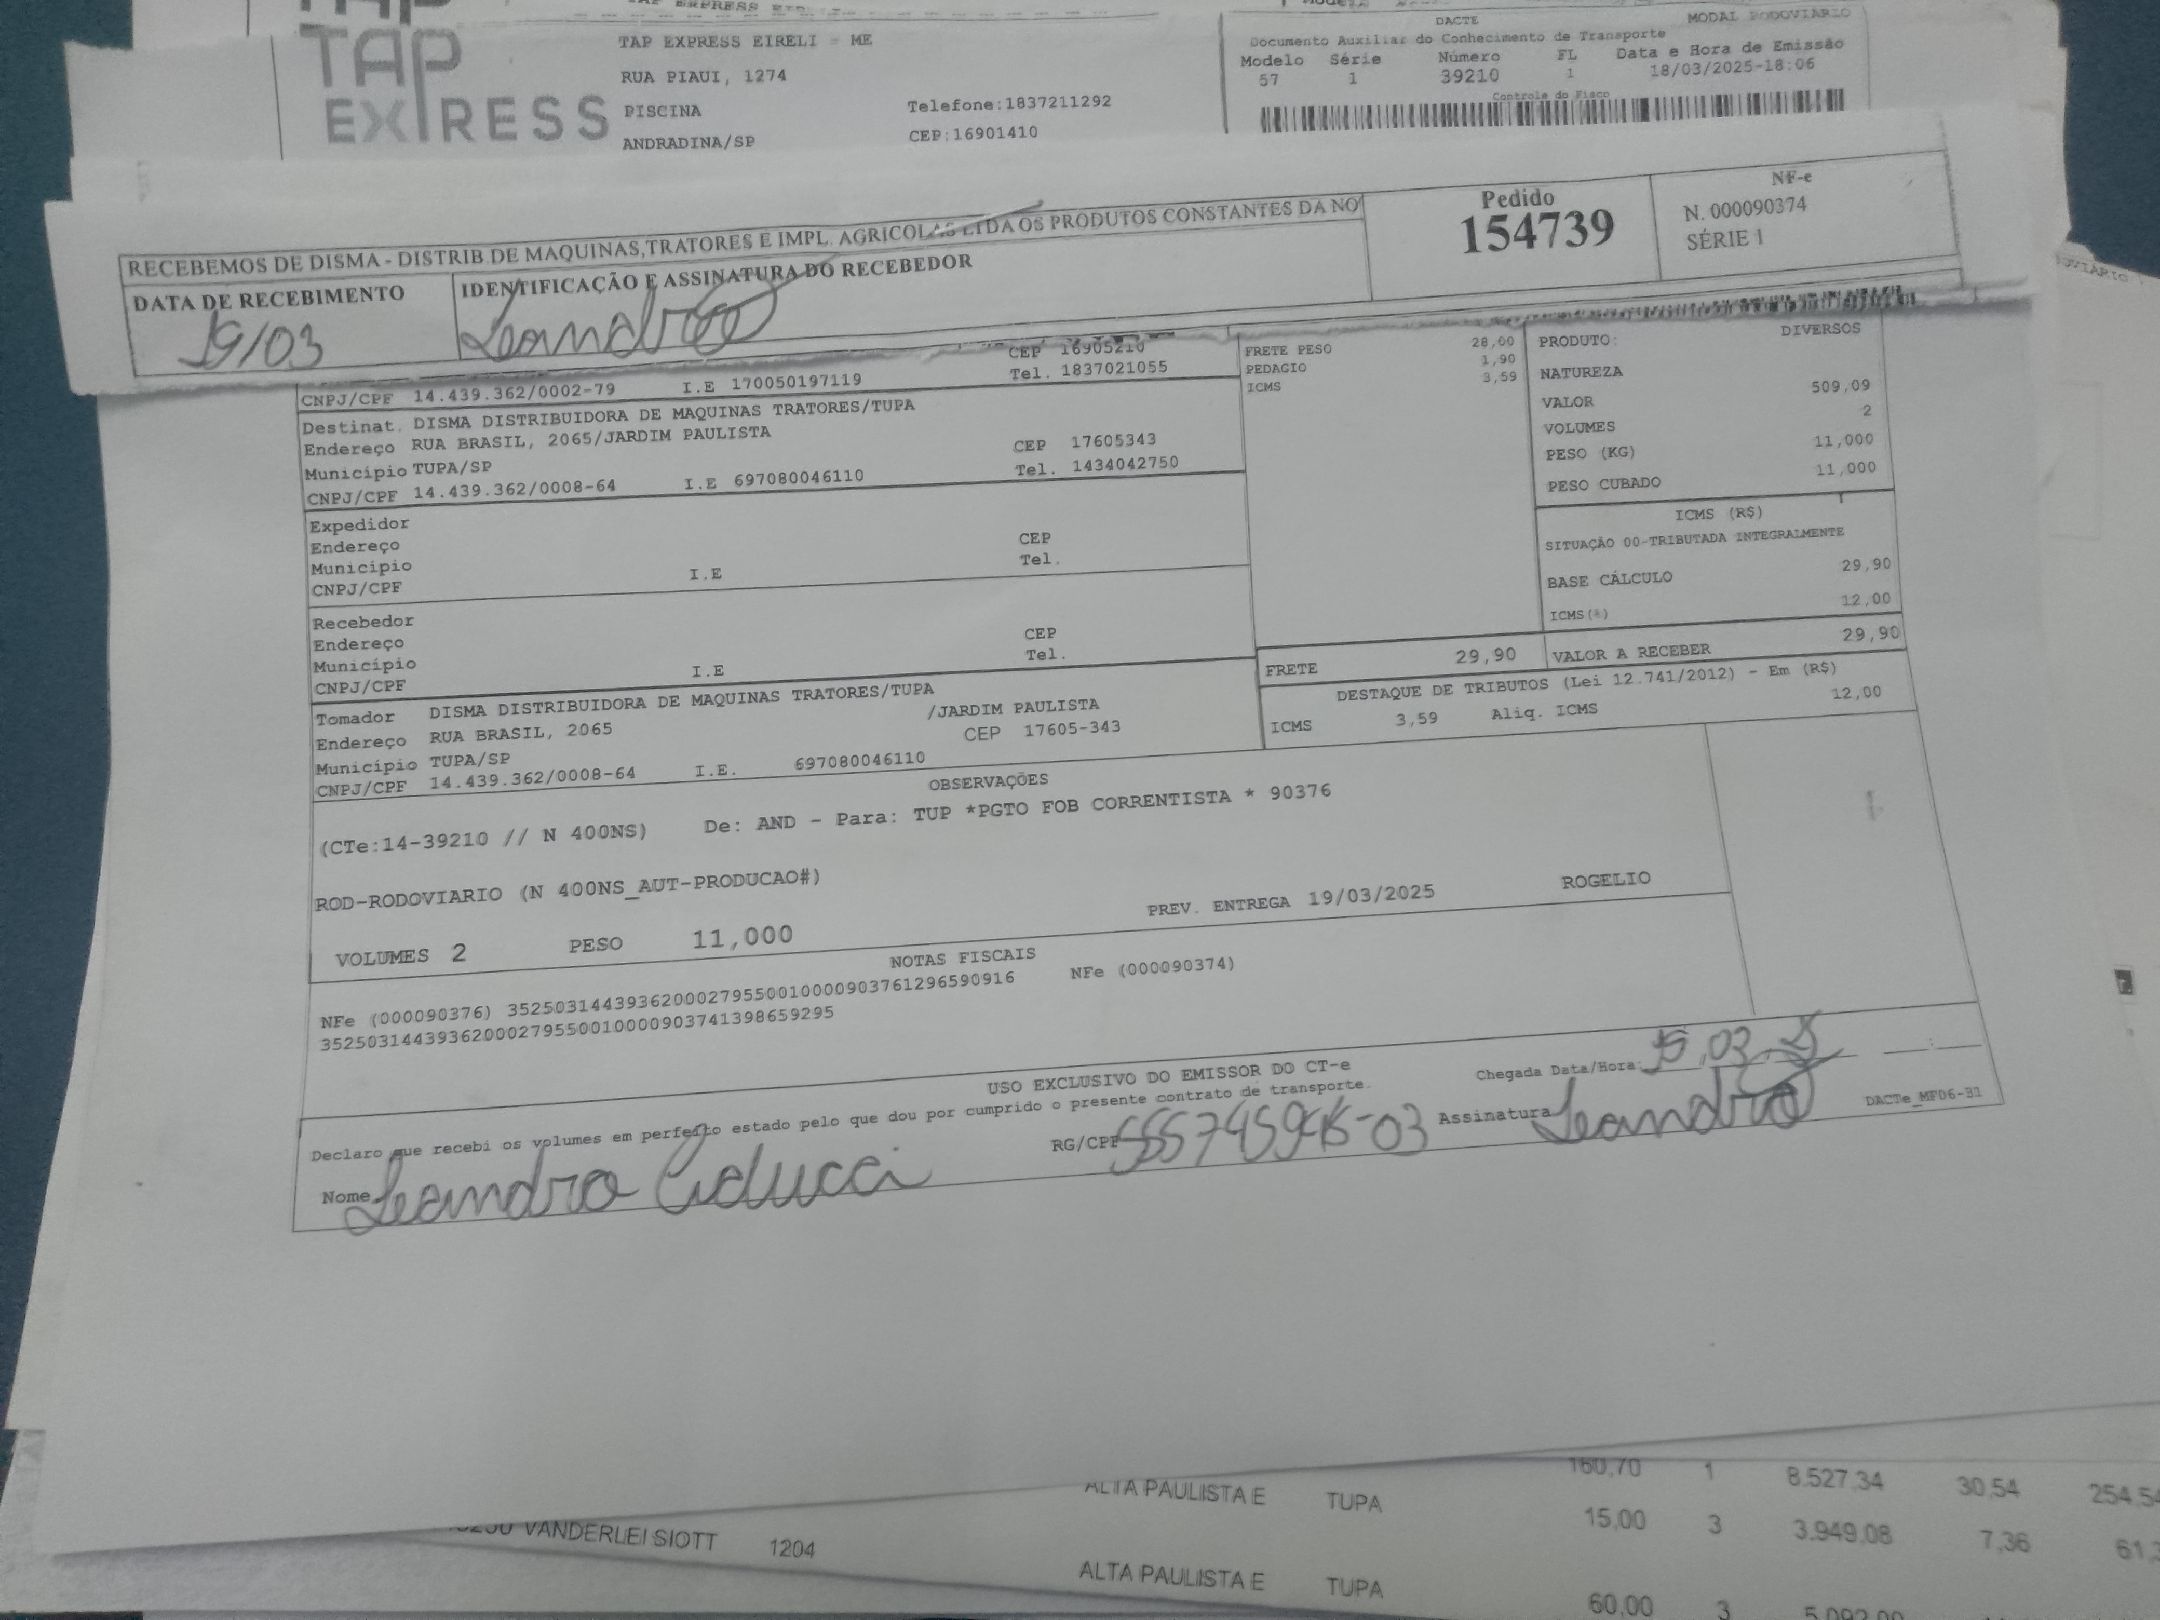 TAP EXPRESS
TAP EXPRESS EIRELI - ME
RUA PIAUI, 1274
PISCINA
ANDRADINA/SP
Telefone:1837211292
CEP:16901410
DACTE
MODAL RODOVIARIO
Documento Auxiliar do Conhecimento de Transporte
Modelo Série Número FL Data e Hora de Emissão
57 1 39210 1 18/03/2025-18:06
Controle do Fisco
RECEBEMOS DE DISMA - DISTRIB.DE MAQUINAS,TRATORES E IMPL. AGRICOLAS LTDA OS PRODUTOS CONSTANTES DA NO
DATA DE RECEBIMENTO
19/03
IDENTIFICAÇÃO E ASSINATURA DO RECEBEDOR
Leandro
Pedido
154739
NF-e
N. 000090374
SÉRIE 1
CEP 16905210
CNPJ/CPF 14.439.362/0002-79 I.E 170050197119 Tel. 1837021055
Destinat. DISMA DISTRIBUIDORA DE MAQUINAS TRATORES/TUPA
Endereço RUA BRASIL, 2065/JARDIM PAULISTA CEP 17605343
Município TUPA/SP Tel. 1434042750
CNPJ/CPF 14.439.362/0008-64 I.E 697080046110
Expedidor
Endereço CEP
Município Tel.
CNPJ/CPF I.E
Recebedor
Endereço CEP
Município Tel.
CNPJ/CPF I.E
Tomador DISMA DISTRIBUIDORA DE MAQUINAS TRATORES/TUPA
Endereço RUA BRASIL, 2065 /JARDIM PAULISTA
Município TUPA/SP CEP 17605-343
CNPJ/CPF 14.439.362/0008-64 I.E. 697080046110
FRETE PESO 28,00
PEDAGIO 1,90
ICMS 3,59
PRODUTO: DIVERSOS
NATUREZA
VALOR 509,09
VOLUMES 2
PESO (KG) 11,000
PESO CUBADO 11,000
ICMS (R$)
SITUAÇÃO 00-TRIBUTADA INTEGRALMENTE
BASE CÁLCULO 29,90
ICMS(%) 12,00
FRETE 29,90 VALOR A RECEBER 29,90
DESTAQUE DE TRIBUTOS (Lei 12.741/2012) - Em (R$)
ICMS 3,59 Aliq. ICMS 12,00
OBSERVAÇÕES
(CTe:14-39210 // N 400NS) De: AND - Para: TUP *PGTO FOB CORRENTISTA * 90376
ROD-RODOVIARIO (N 400NS_AUT-PRODUCAO#)
VOLUMES 2 PESO 11,000 PREV. ENTREGA 19/03/2025 ROGELIO
NOTAS FISCAIS
NFe (000090376) 35250314439362000279550010000903761296590916 NFe (000090374)
35250314439362000279550010000903741398659295
USO EXCLUSIVO DO EMISSOR DO CT-e
Declaro que recebi os volumes em perfeito estado pelo que dou por cumprido o presente contrato de transporte.
Chegada Data/Hora:
Nome Leandro
RG/CPF
Assinatura Leandro
DACTe_MF06-31
160,70 1 8.527,34 30,54
ALTA PAULISTA E TUPA 15,00 3 3.949,08 7,36
VANDERLEI SIOTT 1204
ALTA PAULISTA E TUPA 60,00 3